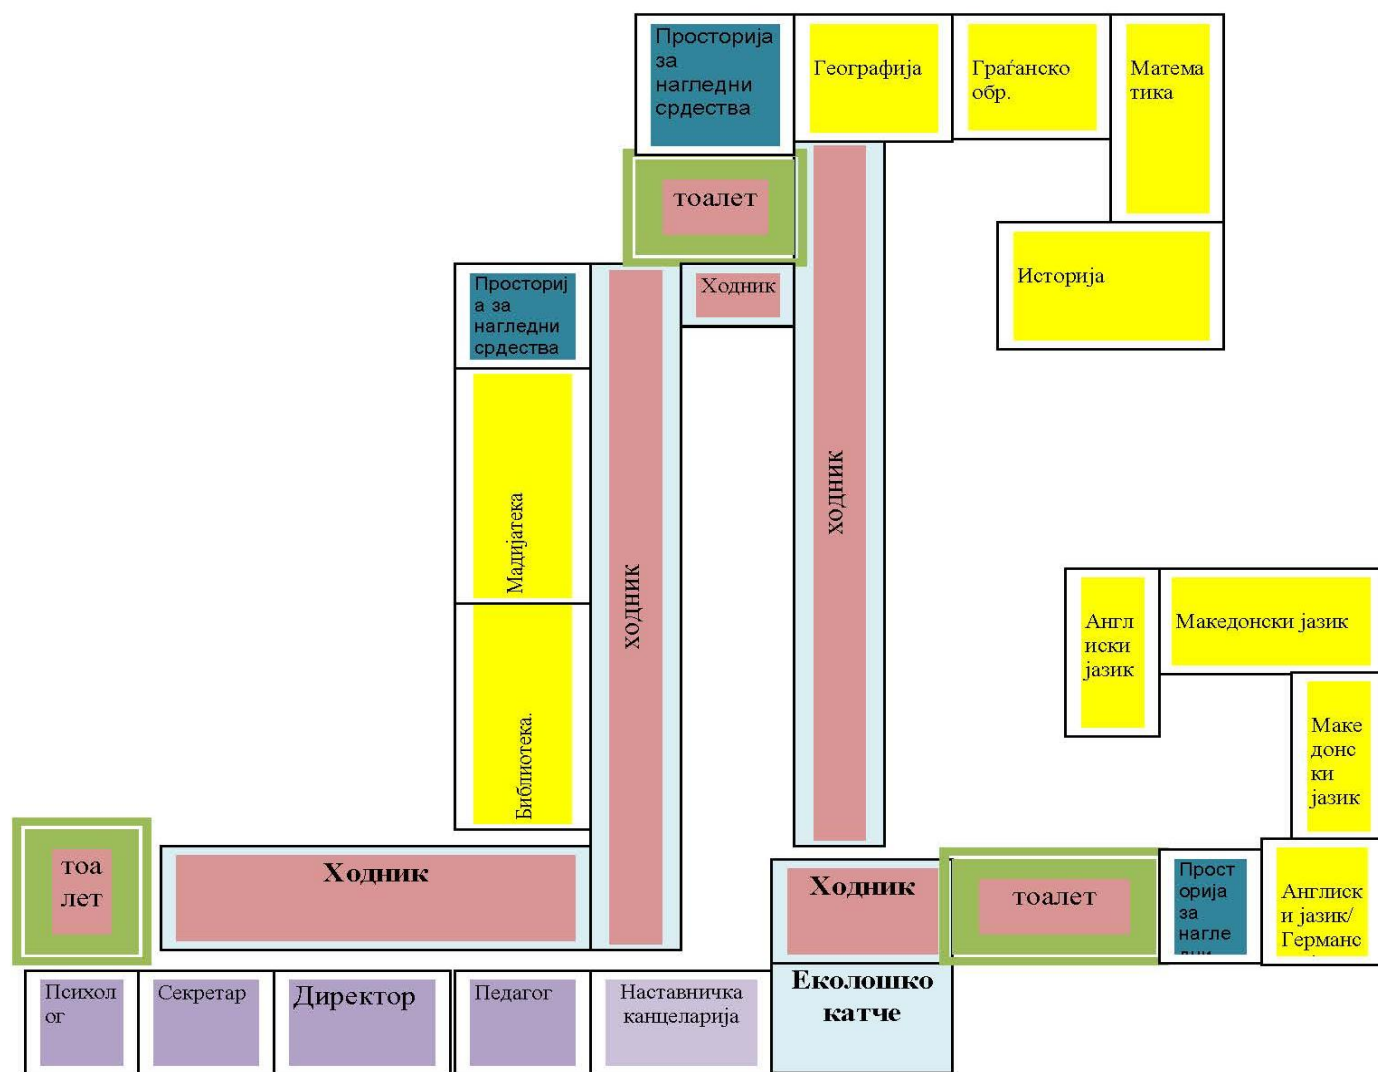 Просторија
за
нагледни
срдества
Географија
Граѓанско
обр.
Матема
тика
тоалет
Историја
Просториј
а за
нагледни
срдества
Ходник
Мадијатека
ходник
ходник
Библиотека.
Англ
иски
јазик
Македонски јазик
Маке
донс
ки
јазик
тоа
лет
Ходник
Ходник
тоалет
Прост
орија
за
нагле
Англиск
и јазик/
Германс
Психол
ог
Секретар
Директор
Педагог
Наставничка
канцеларија
Еколошко
катче